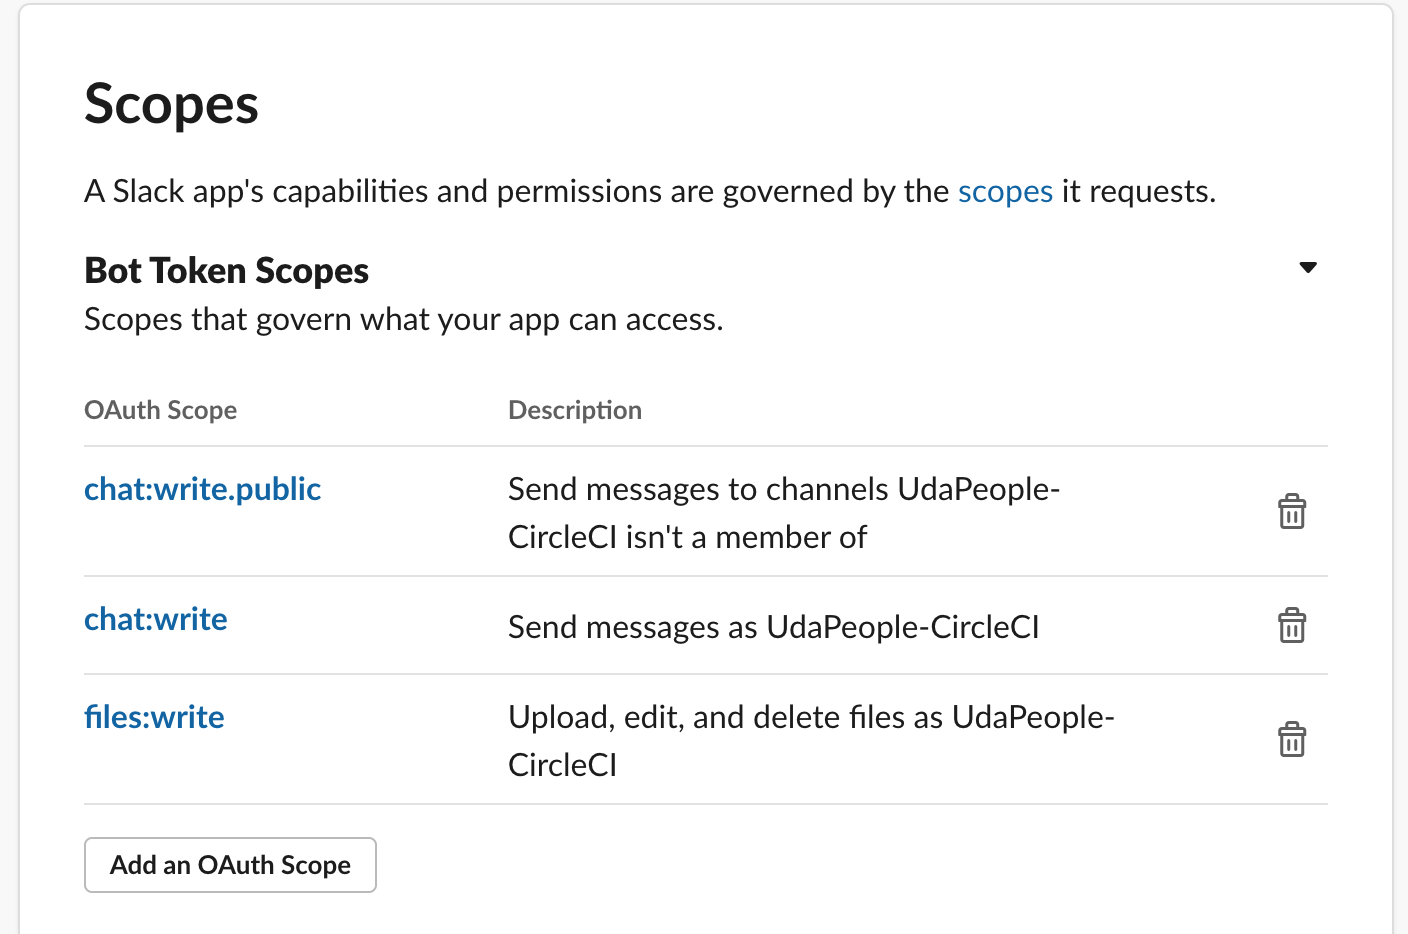 Scopes
A Slack app's capabilities and permissions are governed by the scopes it requests.
Bot Token Scopes
Scopes that govern what your app can access.
OAuth Scope Description
chat:write.public Send messages to channels UdaPeople-
CircleCI isn't a member of
chat:write Send messages as UdaPeople-CircleCI
files:write Upload, edit, and delete files as UdaPeople-
CircleCI
Add an OAuth Scope